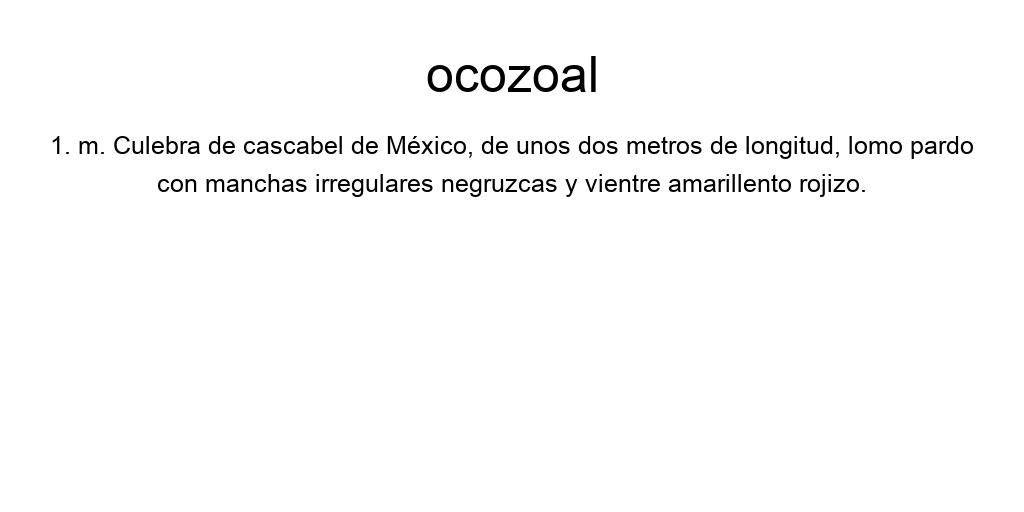 ocozoal
1. m. Culebra de cascabel de México, de unos dos metros de longitud, lomo pardo
con manchas irregulares negruzcas y vientre amarillento rojizo.